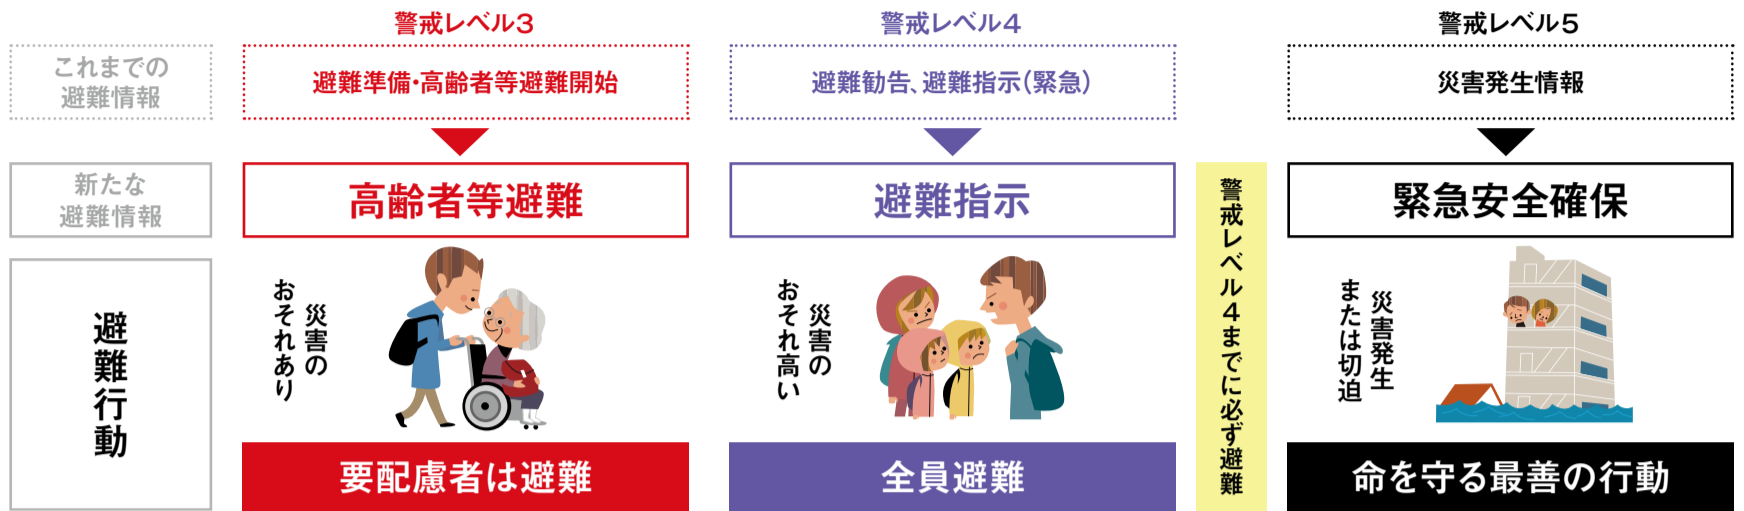 警戒レベル3
警戒レベル4
警戒レベル5
これまでの
避難情報
避難準備・高齢者等避難開始
避難勧告、避難指示(緊急)
災害発生情報
新たな
避難情報
高齢者等避難
避難指示
緊急安全確保
避難行動
災害の
おそれあり
災害の
おそれ高い
警戒レベル4までに必ず避難
災害発生
または切迫
要配慮者は避難
全員避難
命を守る最善の行動